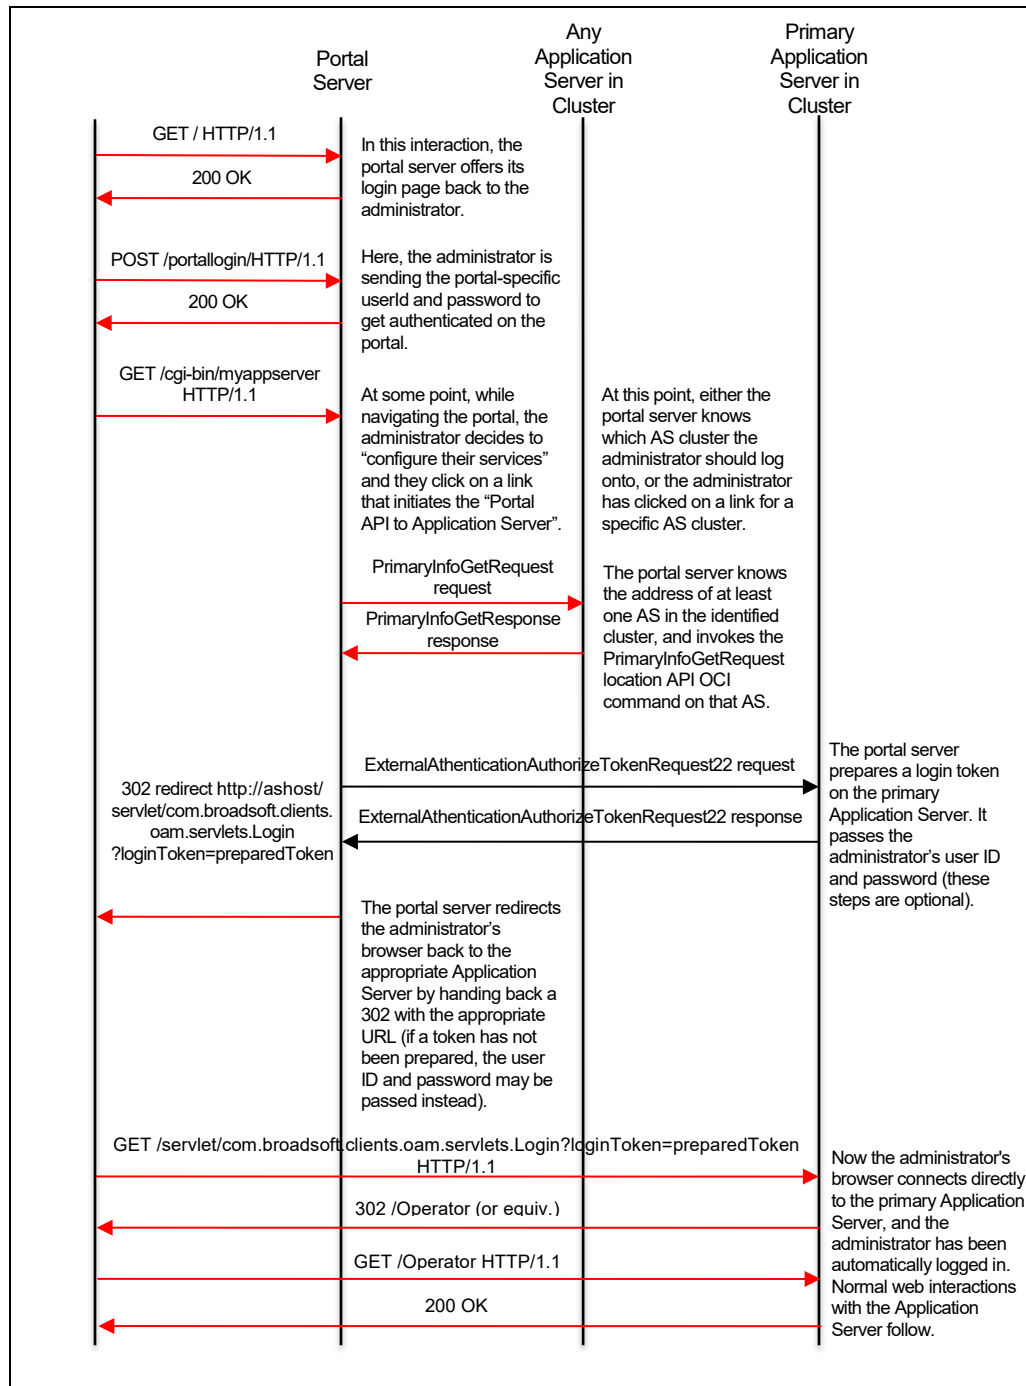 Portal
Server
Any
Application
Server in
Cluster
Primary
Application
Server in
Cluster
GET / HTTP/1.1
200 OK
In this interaction, the
portal server offers its
login page back to the
administrator.
POST /portallogin/HTTP/1.1
200 OK
Here, the administrator is
sending the portal-specific
userId and password to
get authenticated on the
portal.
GET /cgi-bin/myappserver
HTTP/1.1
At some point, while
navigating the portal, the
administrator decides to
“configure their services”
and they click on a link
that initiates the “Portal
API to Application Server”.
At this point, either the
portal server knows
which AS cluster the
administrator should log
onto, or the administrator
has clicked on a link for a
specific AS cluster.
PrimaryInfoGetRequest
request
PrimaryInfoGetResponse
response
The portal server knows
the address of at least
one AS in the identified
cluster, and invokes the
PrimaryInfoGetRequest
location API OCI
command on that AS.
ExternalAthenticationAuthorizeTokenRequest22 request
ExternalAthenticationAuthorizeTokenRequest22 response
The portal server
prepares a login token
on the primary
Application Server. It
passes the
administrator’s user ID
and password (these
steps are optional).
302 redirect http://ashost/
servlet/com.broadsoft.clients.
oam.servlets.Login
?loginToken=preparedToken
The portal server redirects
the administrator’s
browser back to the
appropriate Application
Server by handing back a
302 with the appropriate
URL (if a token has not
been prepared, the user
ID and password may be
passed instead).
GET /servlet/com.broadsoft.clients.oam.servlets.Login?loginToken=preparedToken
HTTP/1.1
302 /Operator (or equiv.)
GET /Operator HTTP/1.1
200 OK
Now the administrator's
browser connects directly
to the primary Application
Server, and the
administrator has been
automatically logged in.
Normal web interactions
with the Application
Server follow.